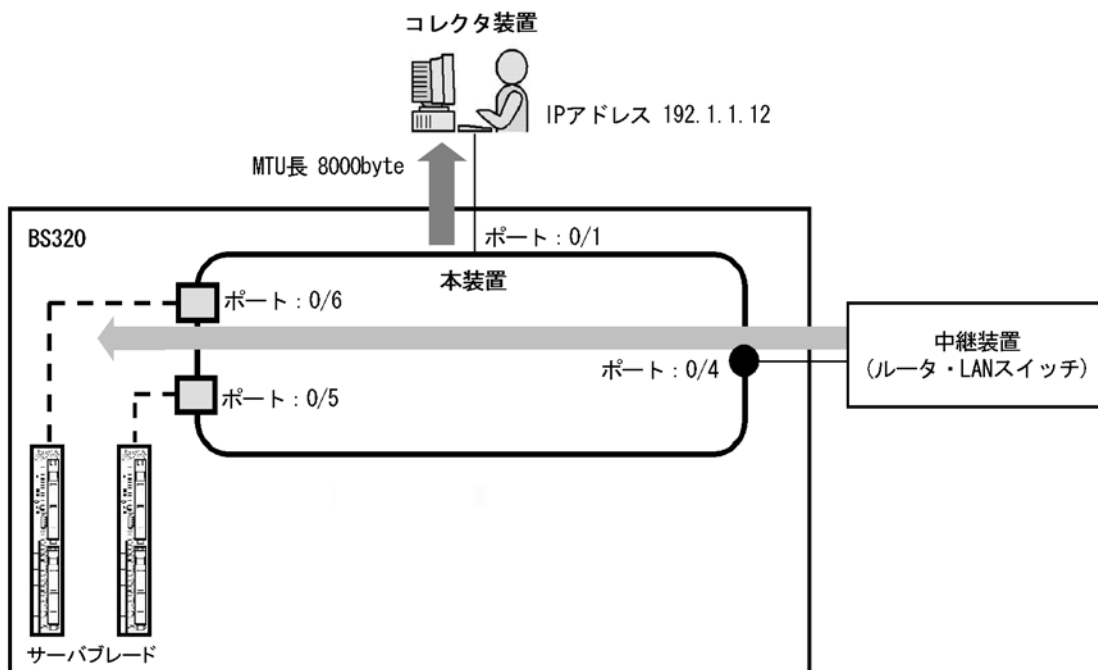 コレクタ装置
IPアドレス 192.1.1.12
MTU長 8000byte
BS320
ポート：0/1
本装置
ポート：0/6
中継装置
(ルータ・LANスイッチ)
ポート：0/4
ポート：0/5
サーバブレード